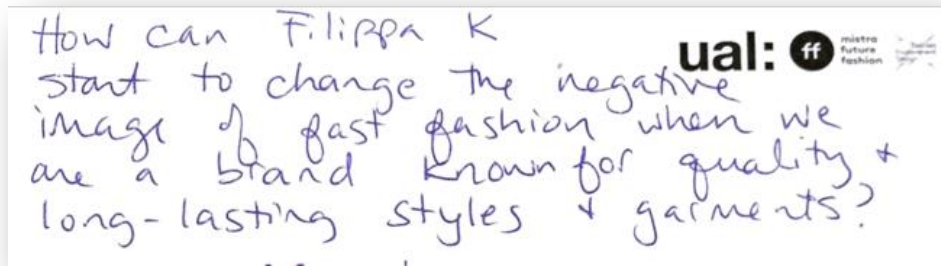 How can Filippa K
start to change the negative
image of fast fashion when we
are a brand known for quality +
long-lasting styles + garments?
ual:
ff
mistra
future
fashion